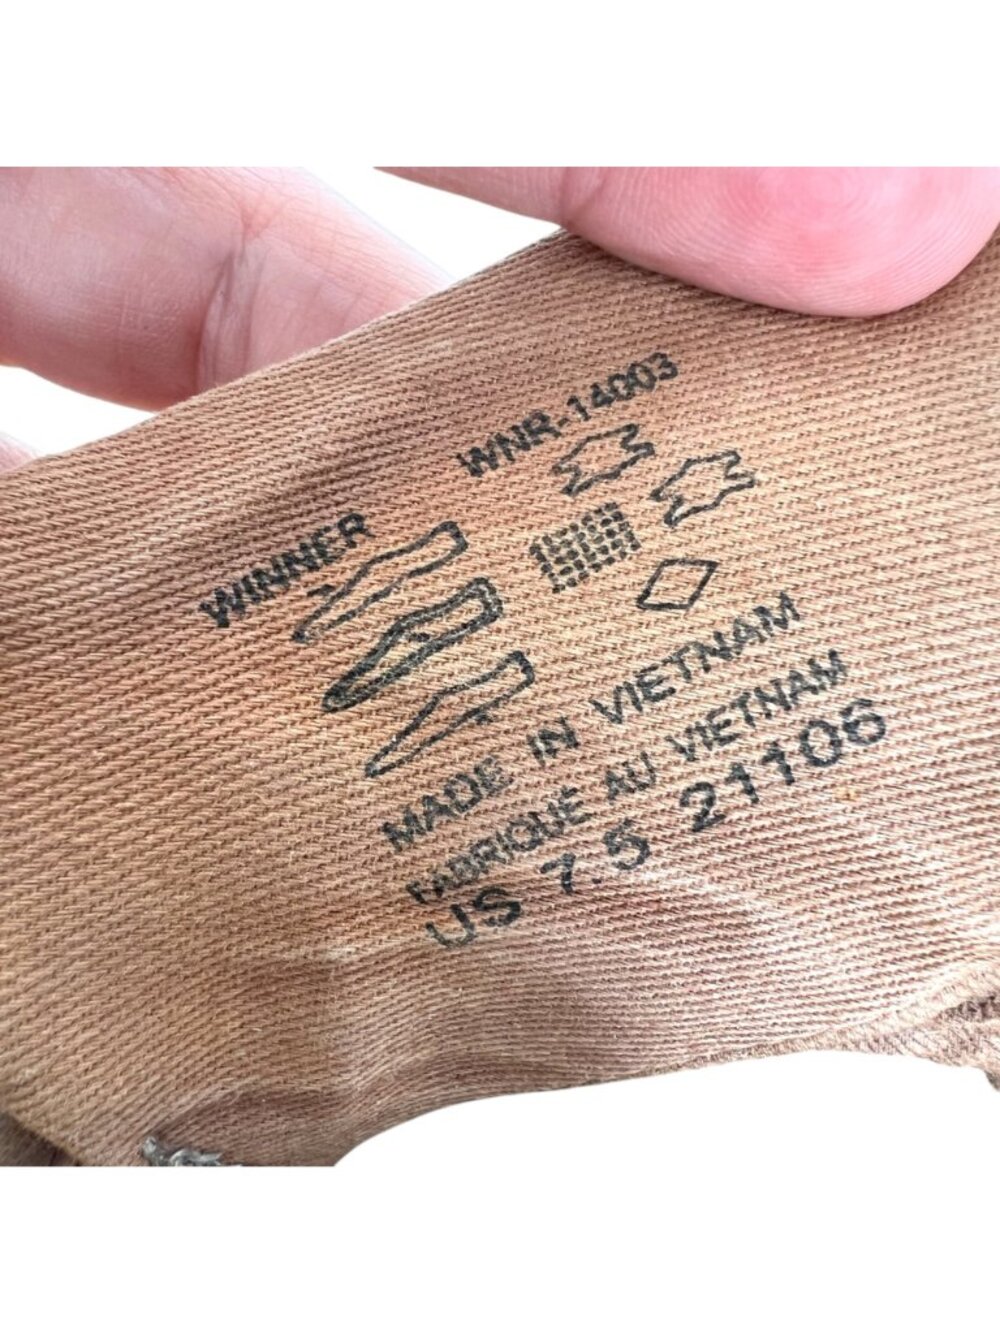 WINNER WNR-14003
MADE IN VIETNAM
FABRIQUE AU VIETNAM
US 7.5 21106